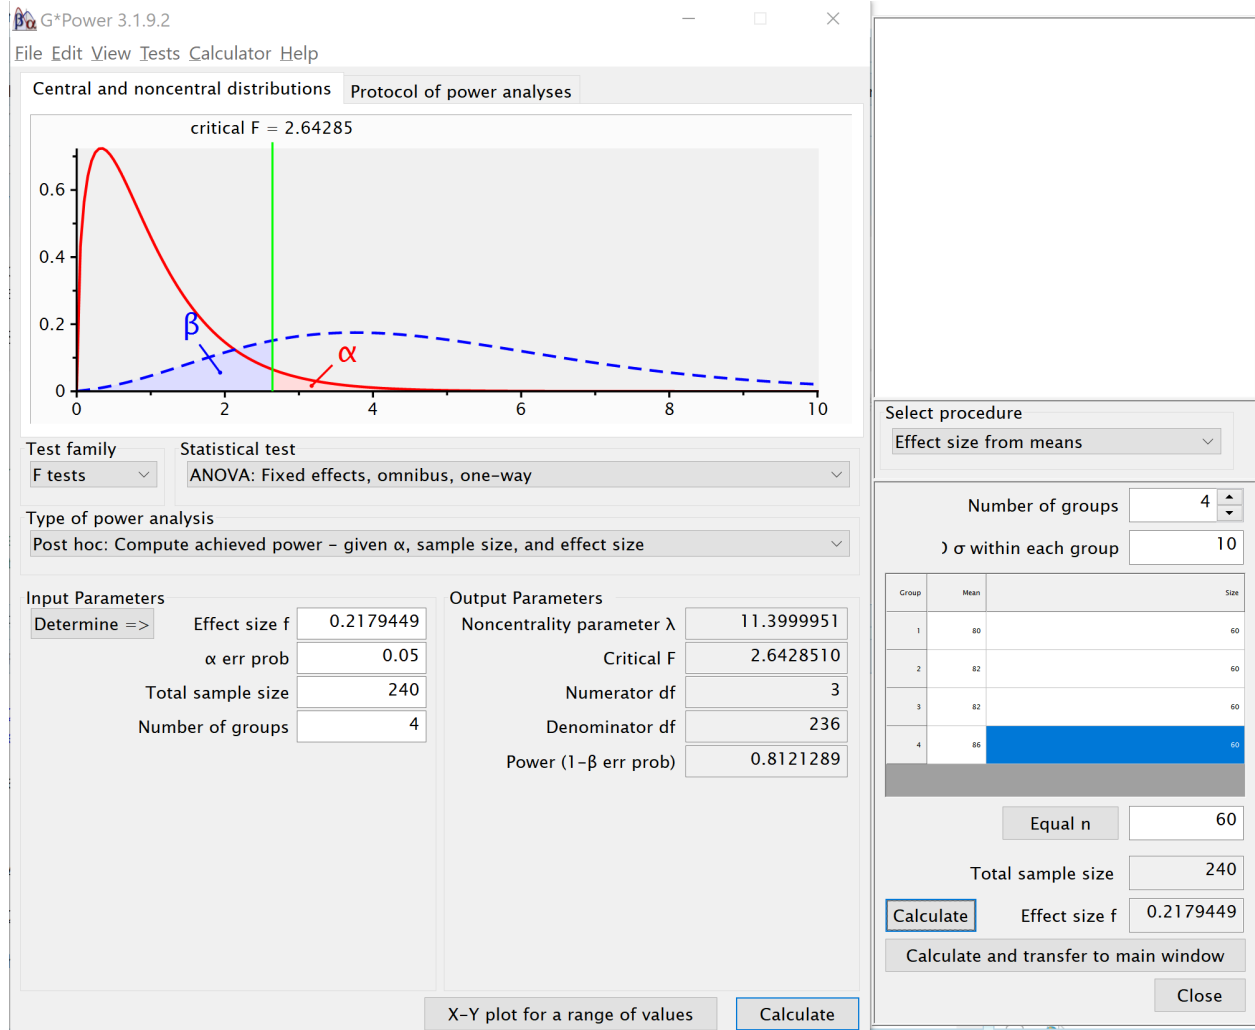 G*Power 3.1.9.2
File Edit View Tests Calculator Help
Central and noncentral distributions
Protocol of power analyses
critical F = 2.64285
0.6
0.4
0.2
0
β
α
0 2 4 6 8 10
Test family
Statistical test
F tests
ANOVA: Fixed effects, omnibus, one-way
Type of power analysis
Post hoc: Compute achieved power – given α, sample size, and effect size
Input Parameters
Determine =>
Effect size f 0.2179449
α err prob 0.05
Total sample size 240
Number of groups 4
Output Parameters
Noncentrality parameter λ 11.3999951
Critical F 2.6428510
Numerator df 3
Denominator df 236
Power (1-β err prob) 0.8121289
X-Y plot for a range of values
Calculate
Select procedure
Effect size from means
Number of groups 4
σ within each group 10
Group Mean Size
1 80 60
2 82 60
3 82 60
4 86 60
Equal n 60
Total sample size 240
Calculate Effect size f 0.2179449
Calculate and transfer to main window
Close